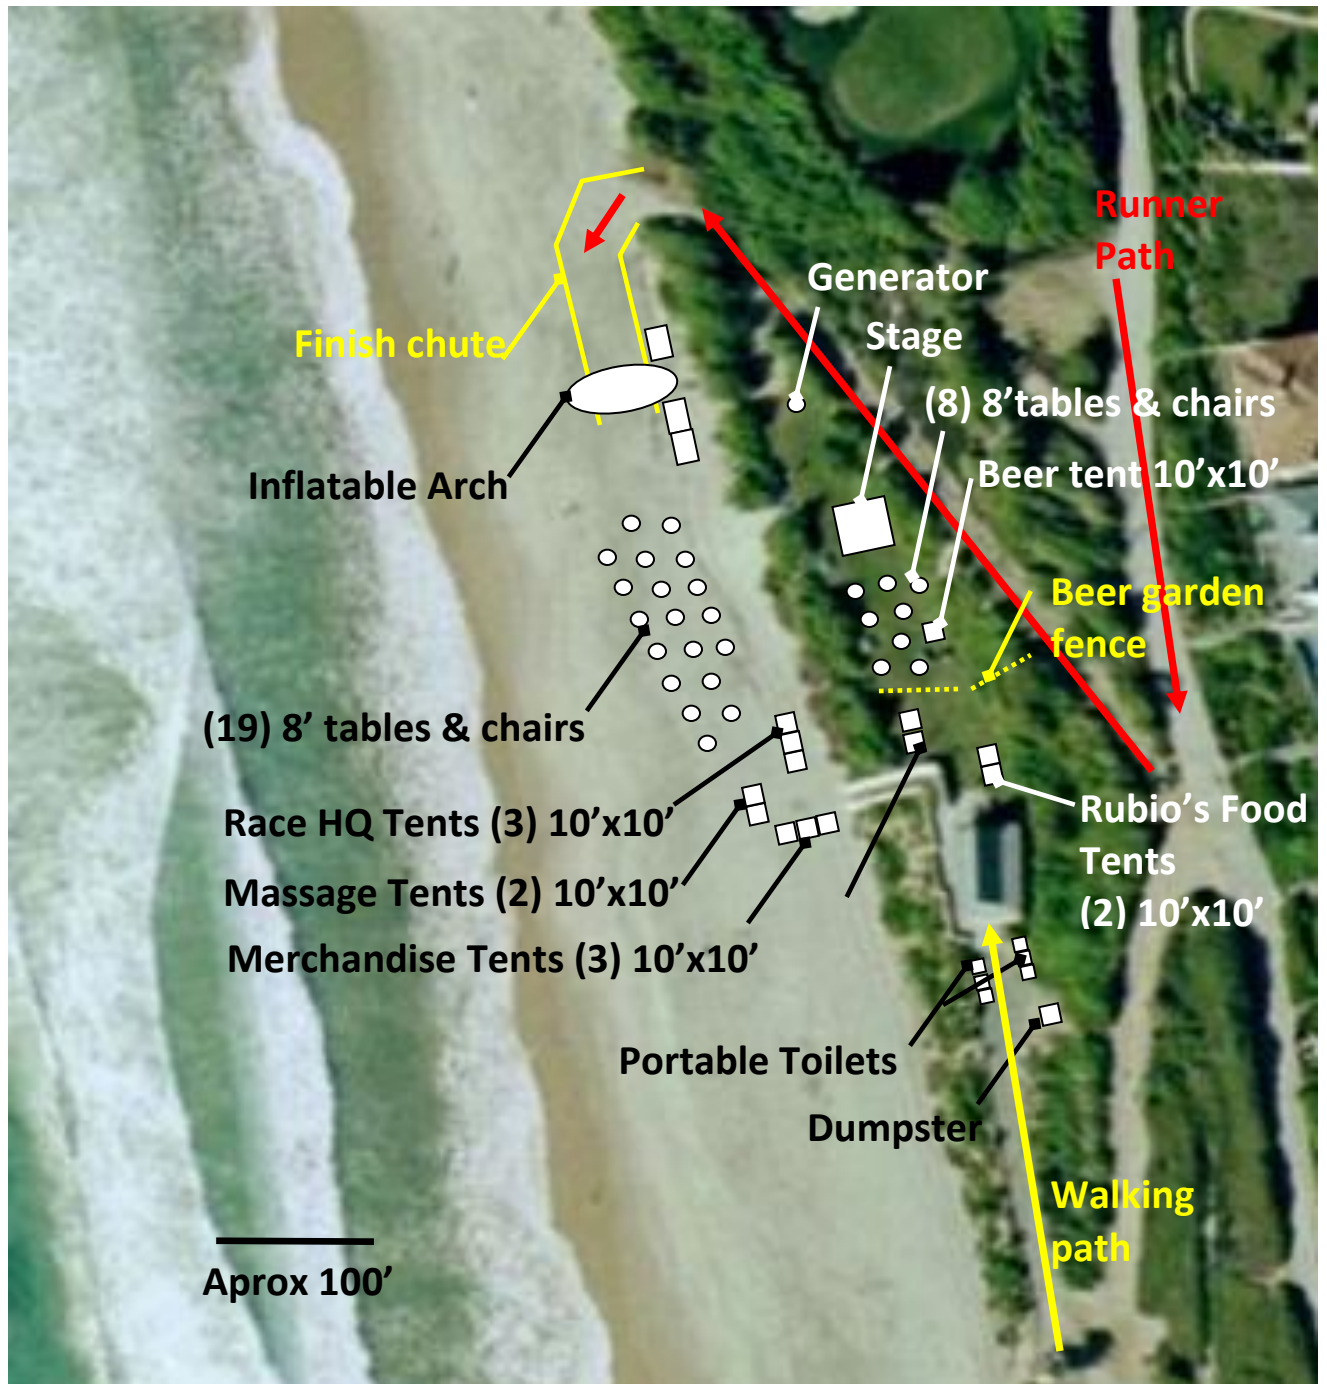 Runner
Path
Generator
Stage
Finish chute
(8) 8’tables & chairs
Beer tent 10’x10’
Inflatable Arch
Beer garden
fence
(19) 8’ tables & chairs
Race HQ Tents (3) 10’x10’
Rubio’s Food
Tents
(2) 10’x10’
Massage Tents (2) 10’x10’
Merchandise Tents (3) 10’x10’
Portable Toilets
Dumpster
Walking
path
Aprox 100’